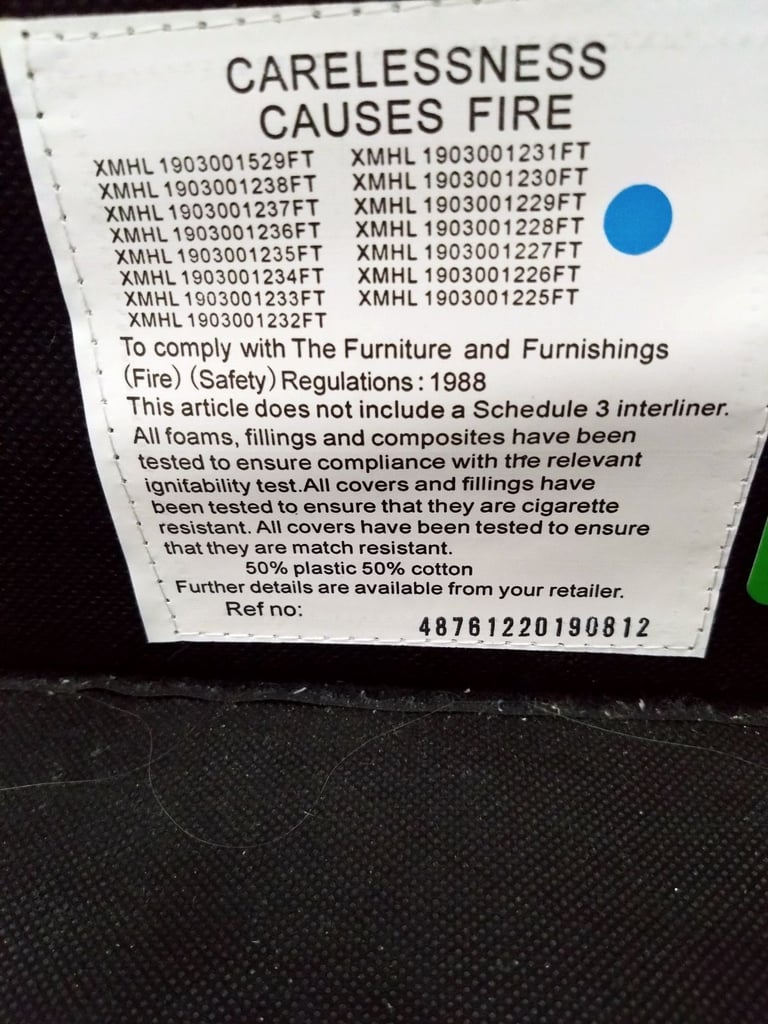 CARELESSNESS
CAUSES FIRE
XMHL 1903001529FT XMHL 1903001231FT
XMHL 1903001238FT XMHL 1903001230FT
XMHL 1903001237FT XMHL 1903001229FT
XMHL 1903001236FT XMHL 1903001228FT
XMHL 1903001235FT XMHL 1903001227FT
XMHL 1903001234FT XMHL 1903001226FT
XMHL 1903001233FT XMHL 1903001225FT
XMHL 1903001232FT
To comply with The Furniture and Furnishings
(Fire) (Safety) Regulations: 1988
This article does not include a Schedule 3 interliner.
All foams, fillings and composites have been
tested to ensure compliance with the relevant
ignifability test.All covers and fillings have
been tested to ensure that they are cigarette
resistant. All covers have been tested to ensure
that they are match resistant.
50% plastic 50% cotton
Further details are available from your retailer.
Ref no: 48761220190812